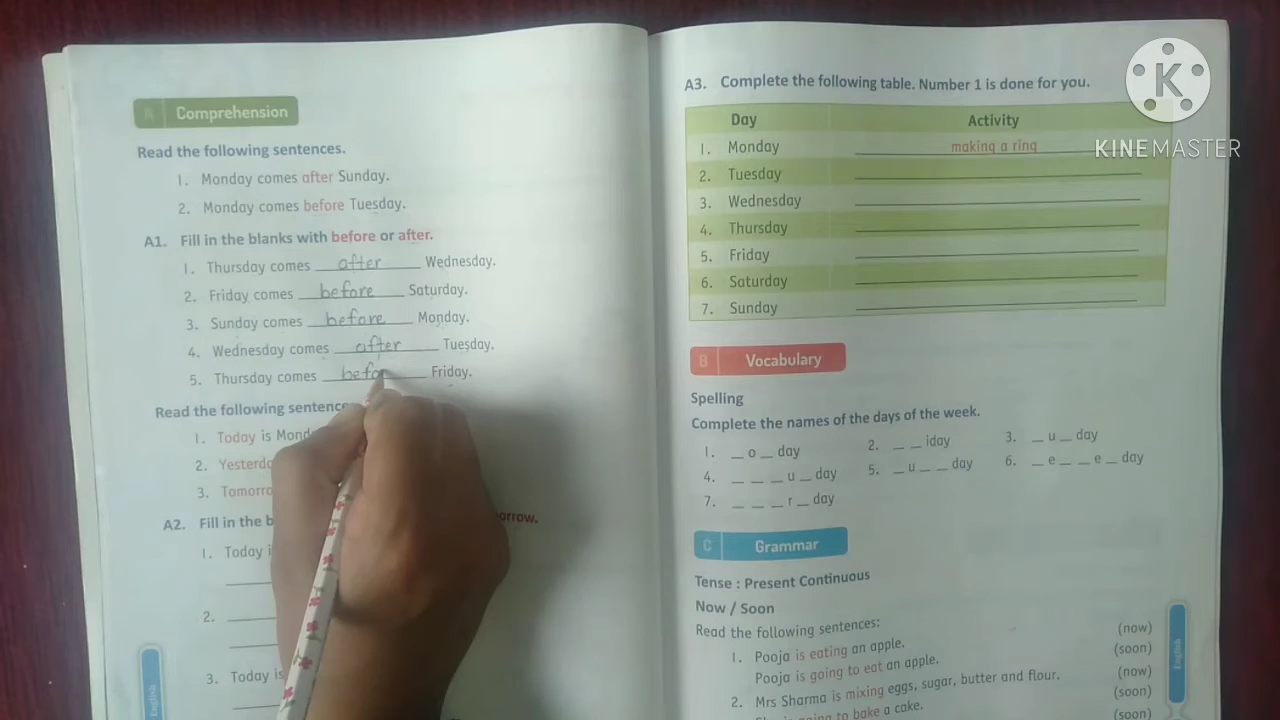 A Comprehension
Read the following sentences.
1. Monday comes after Sunday.
2. Monday comes before Tuesday.
A1. Fill in the blanks with before or after.
1. Thursday comes after Wednesday.
2. Friday comes before Saturday.
3. Sunday comes before Monday.
4. Wednesday comes after Tuesday.
5. Thursday comes befo Friday.
Read the following sentence
1. Today is Mond
2. Yesterda
3. Tomorro
A2. Fill in the b orrow.
1. Today i
2.
3. Today is
English
A3. Complete the following table. Number 1 is done for you.
Day Activity
1. Monday making a ring
2. Tuesday
3. Wednesday
4. Thursday
5. Friday
6. Saturday
7. Sunday
B Vocabulary
Spelling
Complete the names of the days of the week.
1. _ o _ day 2. _ _ iday 3. _ u _ day
4. _ _ _ u _ day 5. _ u _ _ day 6. _ e _ _ e _ day
7. _ _ _ r _ day
C Grammar
Tense : Present Continuous
Now / Soon
Read the following sentences:
1. Pooja is eating an apple. (now)
Pooja is going to eat an apple. (soon)
2. Mrs Sharma is mixing eggs, sugar, butter and flour. (now)
She is going to bake a cake. (soon)
(soon)
English
K
KINEMASTER